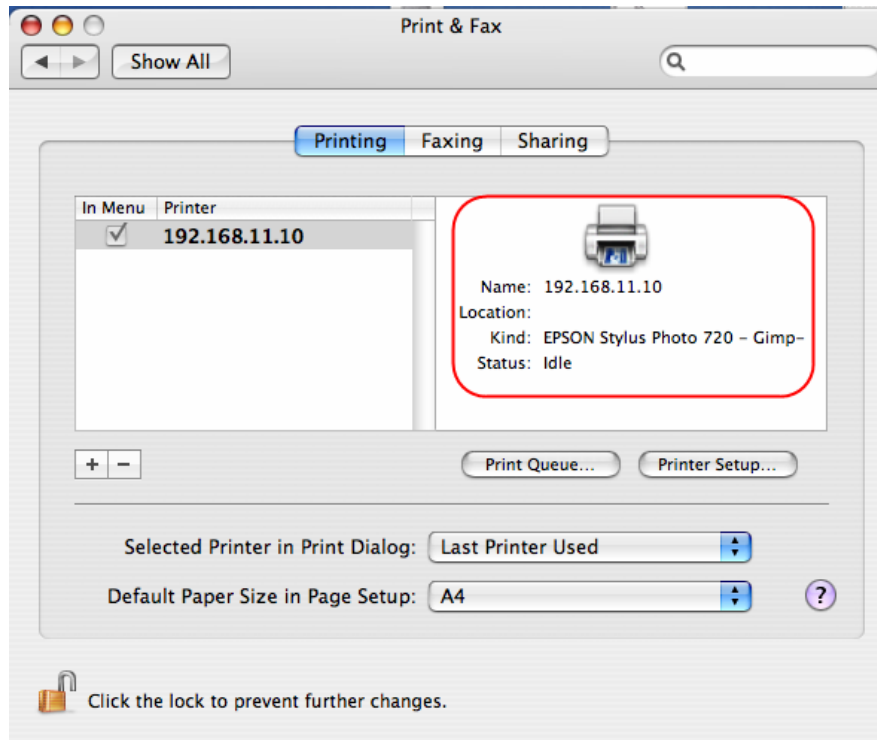 Print & Fax
Show All
Printing Faxing Sharing
In Menu Printer
192.168.11.10
Name: 192.168.11.10
Location:
Kind: EPSON Stylus Photo 720 - Gimp-
Status: Idle
+ -
Print Queue... Printer Setup...
Selected Printer in Print Dialog: Last Printer Used
Default Paper Size in Page Setup: A4 ?
Click the lock to prevent further changes.